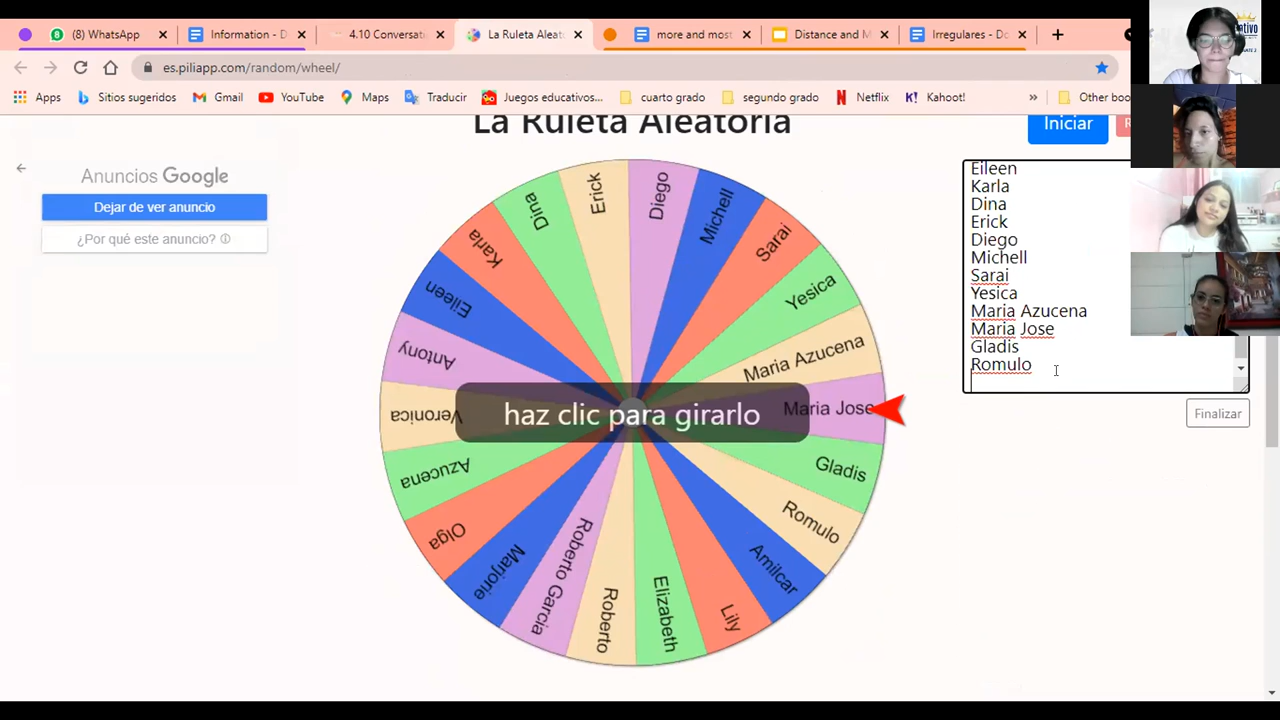 (8) WhatsApp
Information - D
4.10 Conversati
La Ruleta Aleat
more and most
Distance and M
Irregulares - Do
es.piliapp.com/random/wheel/
Apps
Sitios sugeridos
Gmail
YouTube
Maps
Traducir
Juegos educativos...
cuarto grado
segundo grado
Netflix
Kahoot!
»
Other boo
La Ruleta Aleatoria
Iniciar
Anuncios Google
Dejar de ver anuncio
¿Por qué este anuncio?
Diego
Michell
Sarai
Yesica
Maria Azucena
Maria Jose
Gladis
Romulo
Amilcar
Lily
Elizabeth
Roberto
Roberto Garcia
Marjorie
Olga
Azucena
Veronica
Antony
Eileen
Karla
Dina
Erick
haz clic para girarlo
Eileen
Karla
Dina
Erick
Diego
Michell
Sarai
Yesica
Maria Azucena
Maria Jose
Gladis
Romulo
Finalizar